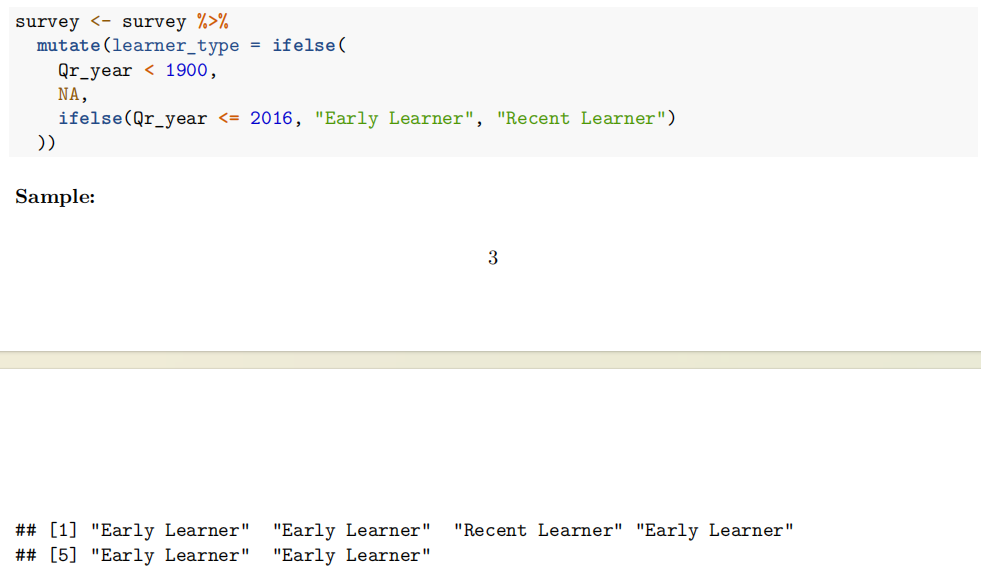 survey <- survey %>%
  mutate(learner_type = ifelse(
    Qr_year < 1900,
    NA,
    ifelse(Qr_year <= 2016, "Early Learner", "Recent Learner")
  ))
Sample:
3
## [1] "Early Learner"  "Early Learner"  "Recent Learner" "Early Learner"
## [5] "Early Learner"  "Early Learner"